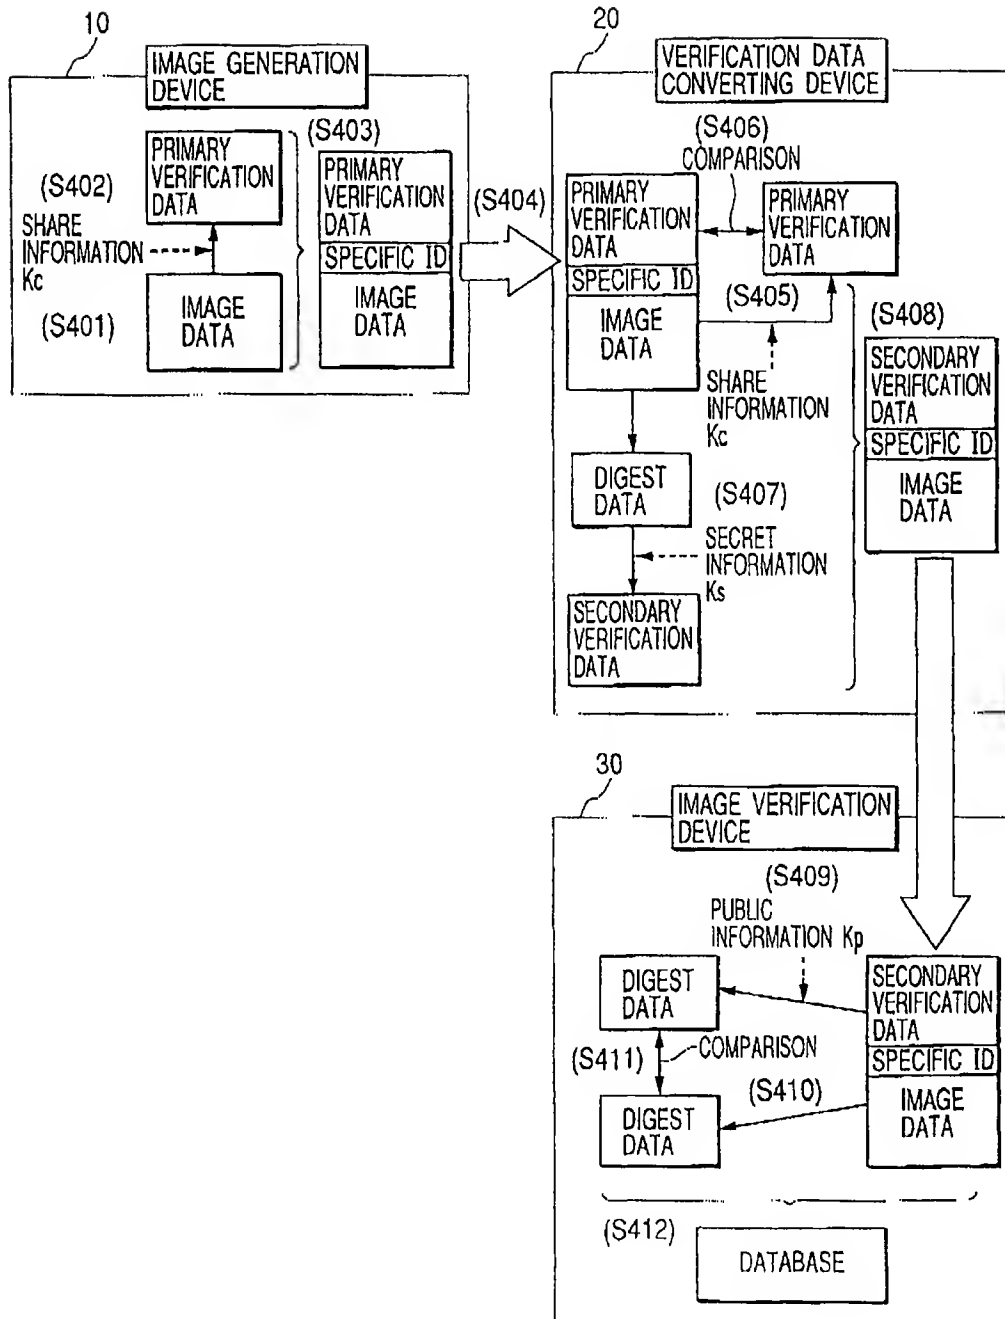 10
IMAGE GENERATION
DEVICE
(S402)
SHARE
INFORMATION
Kc
(S401)
PRIMARY
VERIFICATION
DATA
IMAGE
DATA
(S403)
PRIMARY
VERIFICATION
DATA
SPECIFIC ID
IMAGE
DATA
(S404)
20
VERIFICATION DATA
CONVERTING DEVICE
(S406)
COMPARISON
PRIMARY
VERIFICATION
DATA
SPECIFIC ID
IMAGE
DATA
PRIMARY
VERIFICATION
DATA
(S405)
SHARE
INFORMATION
Kc
DIGEST
DATA
(S407)
SECRET
INFORMATION
Ks
SECONDARY
VERIFICATION
DATA
(S408)
SECONDARY
VERIFICATION
DATA
SPECIFIC ID
IMAGE
DATA
30
IMAGE VERIFICATION
DEVICE
(S409)
PUBLIC
INFORMATION Kp
DIGEST
DATA
SECONDARY
VERIFICATION
DATA
SPECIFIC ID
IMAGE
DATA
(S411)
COMPARISON
(S410)
DIGEST
DATA
(S412)
DATABASE